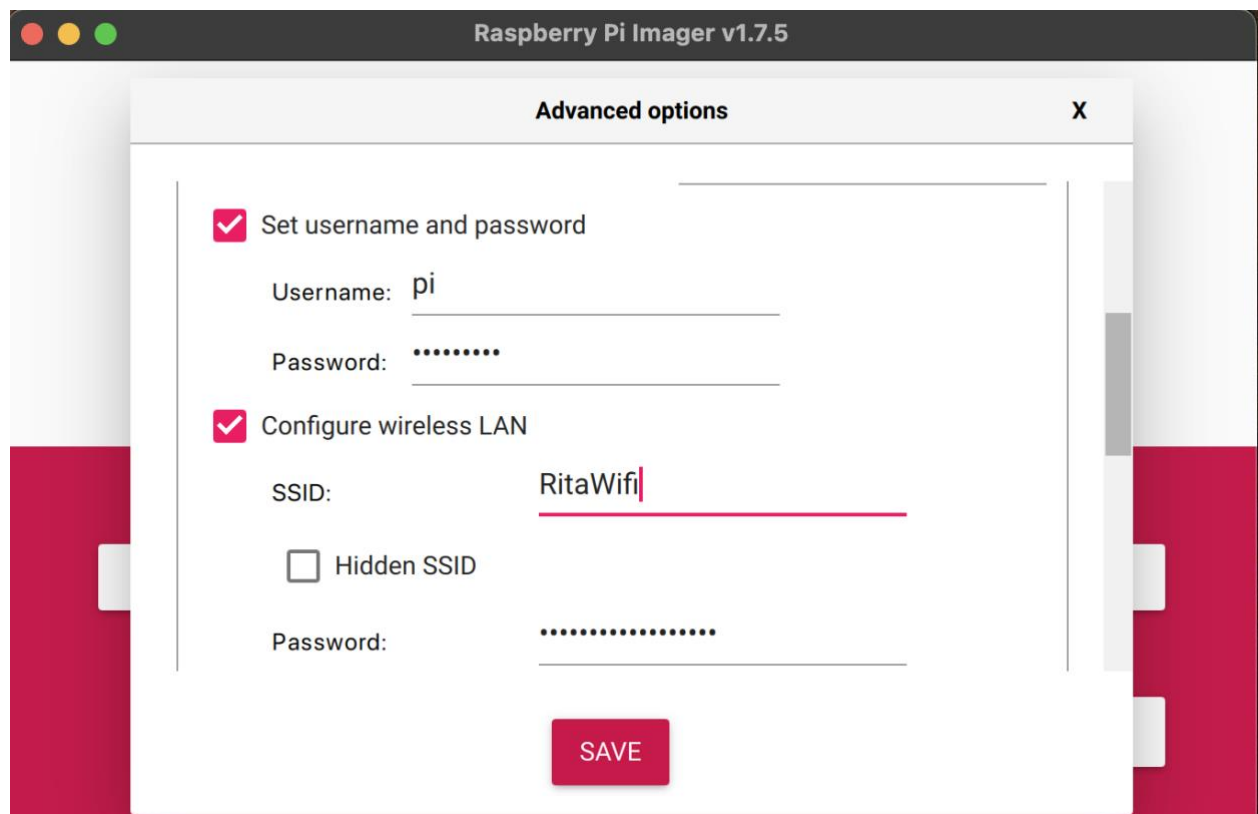 Raspberry Pi Imager v1.7.5
Advanced options X
Set username and password
Username: pi
Password: •••••••••
Configure wireless LAN
SSID: RitaWifi
Hidden SSID
Password: ••••••••••••••••••
SAVE